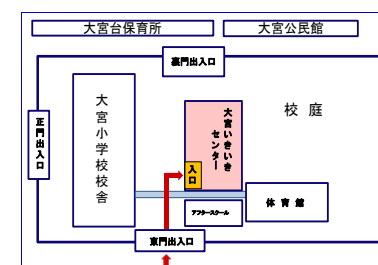 大宮台保育所
大宮公民館
裏門出入口
正門出入口
大宮小学校校舎
大宮いきいき
センター
入口
校庭
アフタースクール
体育館
東門出入口